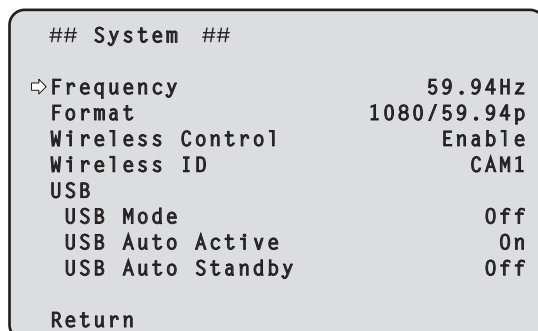 ## System ##
⇨Frequency 59.94Hz
Format 1080/59.94p
Wireless Control Enable
Wireless ID CAM1
USB
USB Mode Off
USB Auto Active On
USB Auto Standby Off
Return